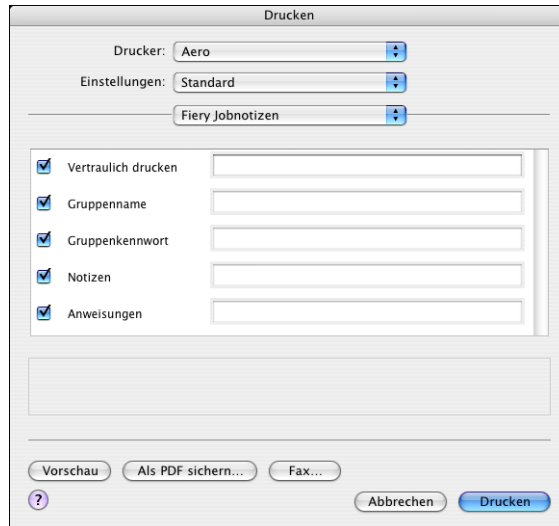 Drucken
Drucker: Aero
Einstellungen: Standard
Fiery Jobnotizen
Vertraulich drucken
Gruppenname
Gruppenkennwort
Notizen
Anweisungen
Vorschau Als PDF sichern... Fax...
? Abbrechen Drucken